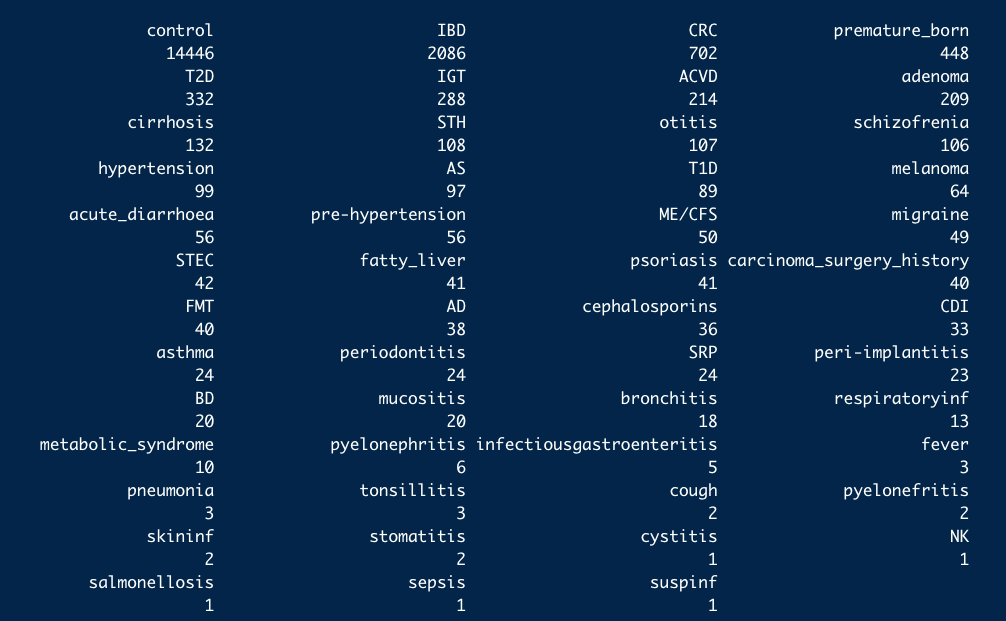 control IBD CRC premature_born
14446 2086 702 448
T2D IGT ACVD adenoma
332 288 214 209
cirrhosis STH otitis schizofrenia
132 108 107 106
hypertension AS T1D melanoma
99 97 89 64
acute_diarrhoea pre-hypertension ME/CFS migraine
56 56 50 49
STEC fatty_liver psoriasis carcinoma_surgery_history
42 41 41 40
FMT AD cephalosporins CDI
40 38 36 33
asthma periodontitis SRP peri-implantitis
24 24 24 23
BD mucositis bronchitis respiratoryinf
20 20 18 13
metabolic_syndrome pyelonephritis infectiousgastroenteritis fever
10 6 5 3
pneumonia tonsillitis cough pyelonefritis
3 3 2 2
skininf stomatitis cystitis NK
2 2 1 1
salmonellosis sepsis suspinf
1 1 1